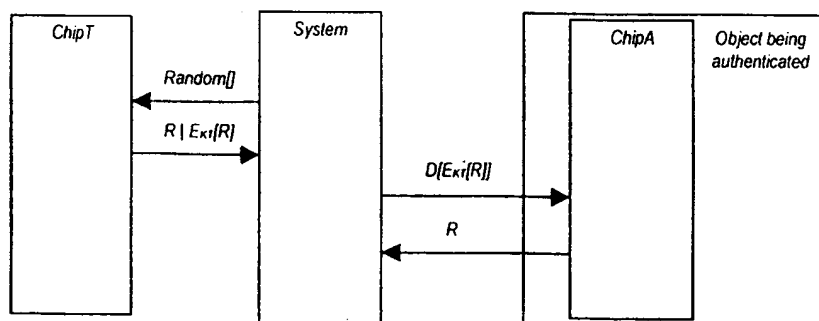 ChipT
System
ChipA
Object being
authenticated
Random[]
R | EKT[R]
D[EKT[R]]
R